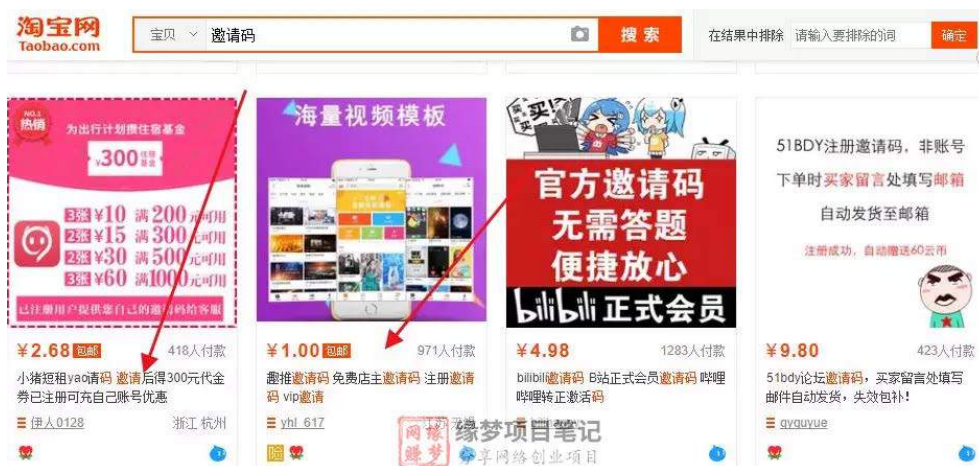 淘宝网
Taobao.com
宝贝
邀请码
搜索
在结果中排除
请输入要排除的词
确定
NO.1
热销
为出行计划攒住宿基金
¥300
3张 ¥10 满200元可用
2张 ¥15 满300元可用
2张 ¥30 满500元可用
3张 ¥60 满1000元可用
已注册用户提供您自己的邀请码给客服
¥2.68 包邮
418人付款
小猪短租yao请码 邀请后得300元代金
券已注册可充自己账号优惠
伊人0128
浙江 杭州
海量视频模板
¥1.00 包邮
971人付款
趣推邀请码 免费店主邀请码 注册邀请
码 vip邀请
yhl_617
买!买!
官方邀请码
无需答题
便捷放心
bilibili正式会员
¥4.98
1283人付款
bilibili邀请码 B站正式会员邀请码 哔哩
哔哩转正激活码
51BDY注册邀请码，非账号
下单时买家留言处填写邮箱
自动发货至邮箱
注册成功，自动赠送60云币
¥9.80
423人付款
51bdy论坛邀请码，买家留言处填写
邮件自动发货，失效包补！
qyquyue
网缘
赚梦
缘梦项目笔记
分享网络创业项目